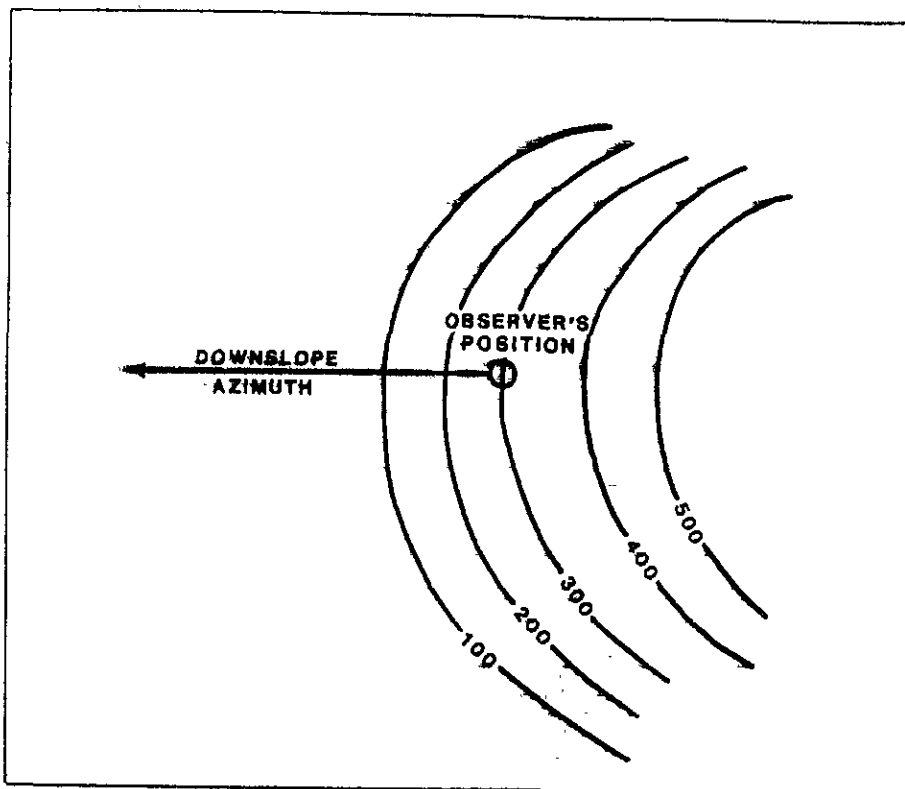 OBSERVER'S
POSITION
DOWNSLOPE
AZIMUTH
500
400
300
200
100